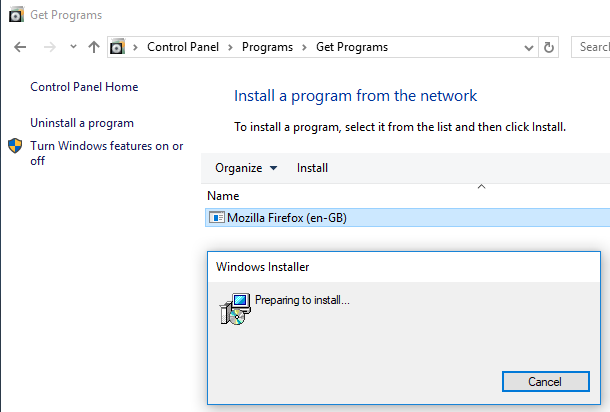 Get Programs
Control Panel > Programs > Get Programs
Search
Control Panel Home
Uninstall a program
Turn Windows features on or
off
Install a program from the network
To install a program, select it from the list and then click Install.
Organize Install
Name
Mozilla Firefox (en-GB)
Windows Installer
Preparing to install...
Cancel